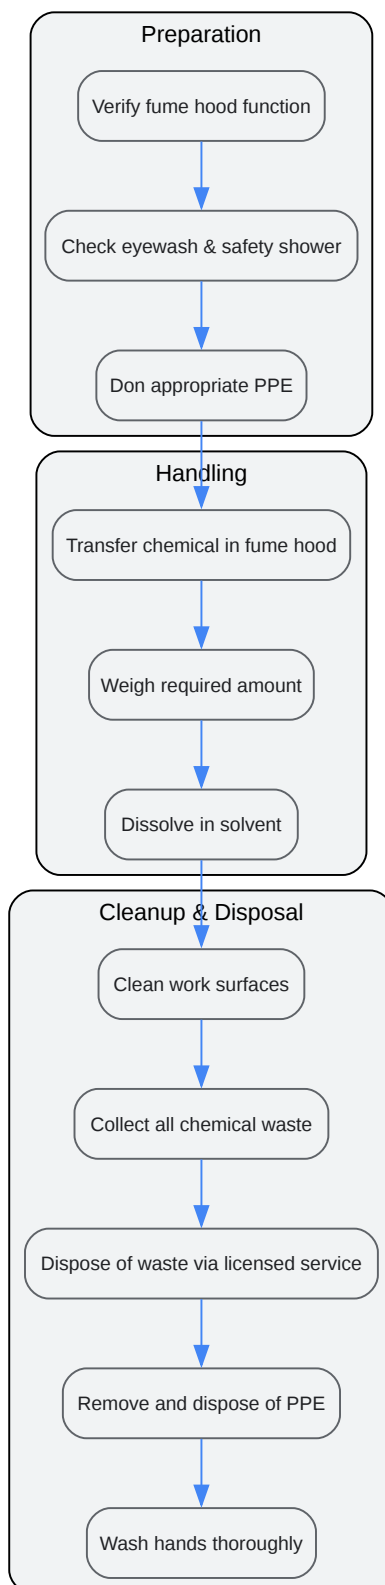 Preparation
Verify fume hood function
Check eyewash & safety shower
Don appropriate PPE
Handling
Transfer chemical in fume hood
Weigh required amount
Dissolve in solvent
Cleanup & Disposal
Clean work surfaces
Collect all chemical waste
Dispose of waste via licensed service
Remove and dispose of PPE
Wash hands thoroughly